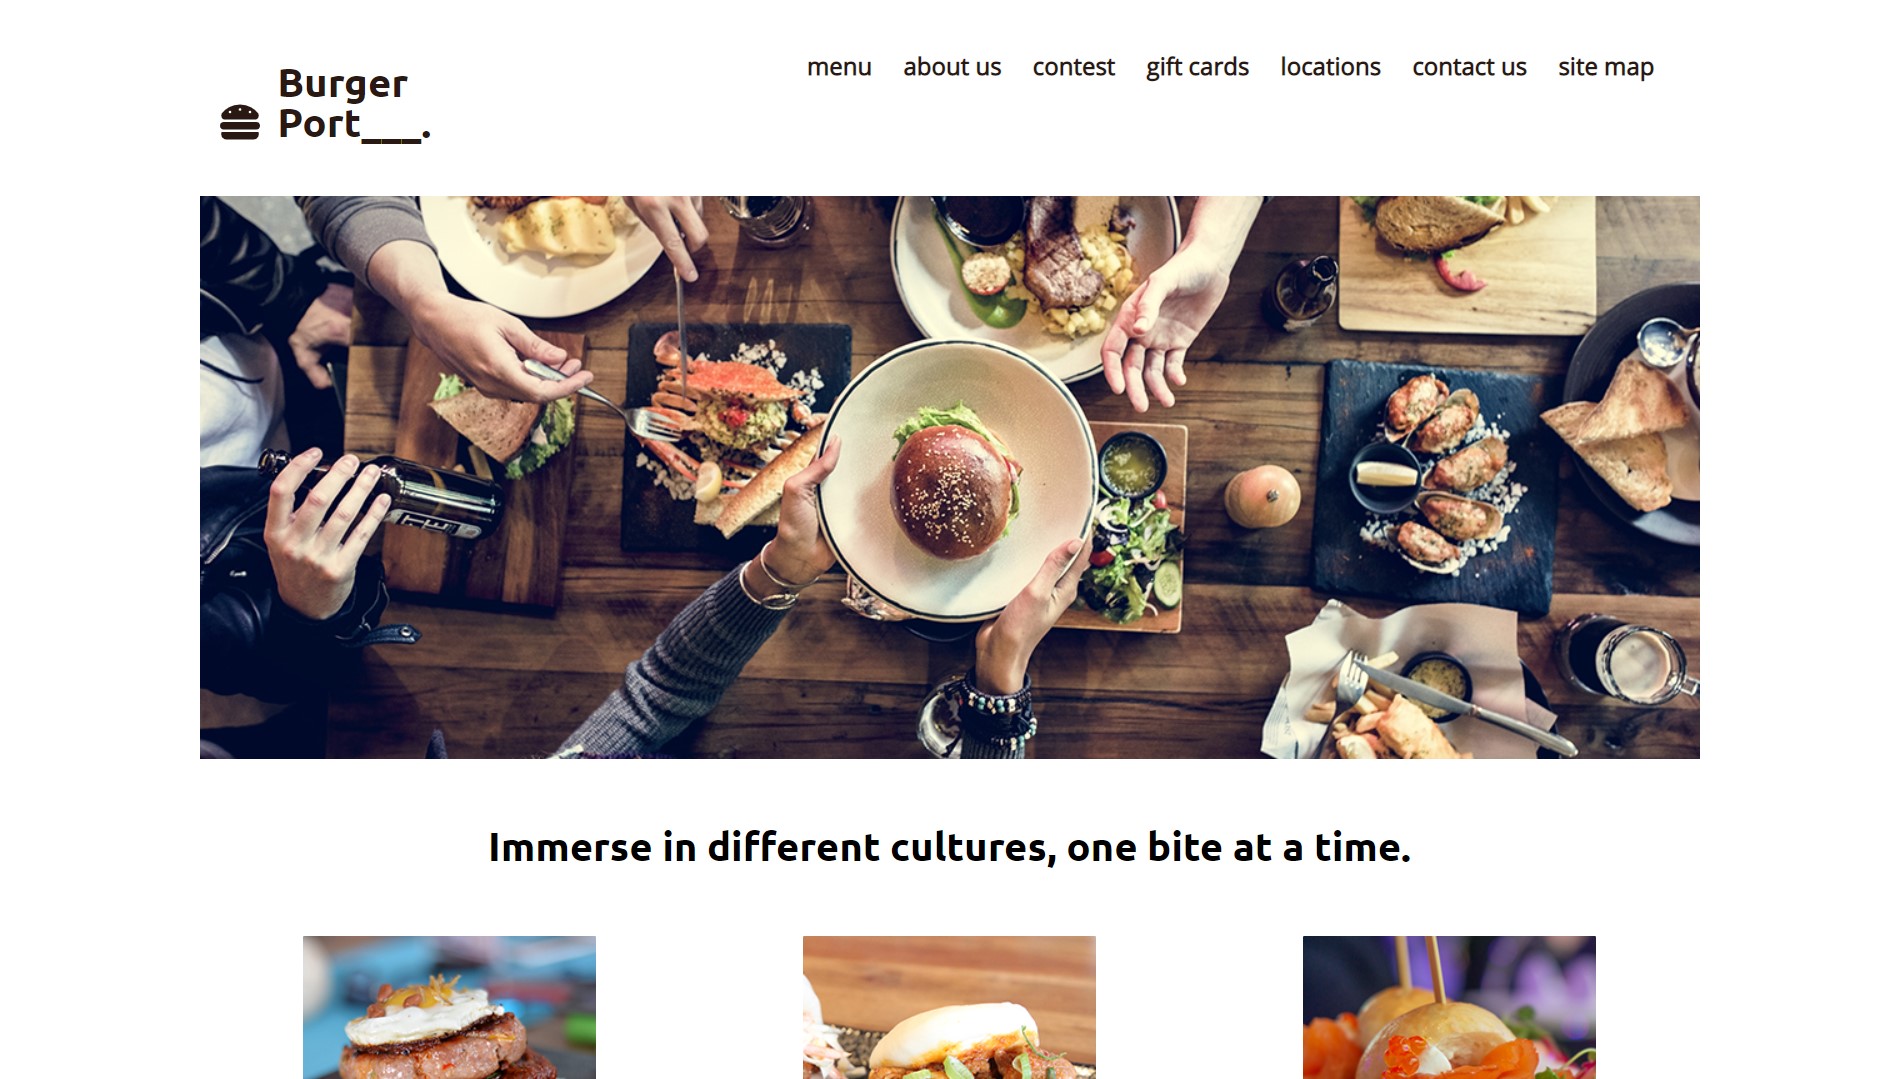 Burger
Port___.
menu about us contest gift cards locations contact us site map
Immerse in different cultures, one bite at a time.